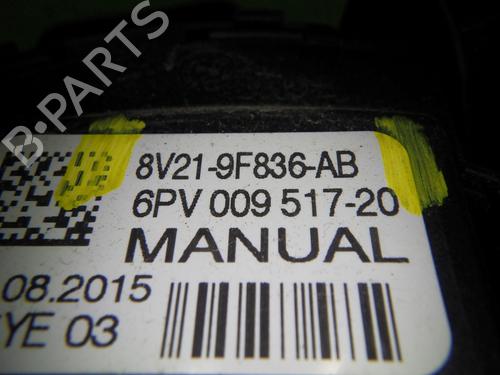 B-PARTS
8V21-9F836-AB
6PV 009 517-20
MANUAL
.08.2015
YE 03